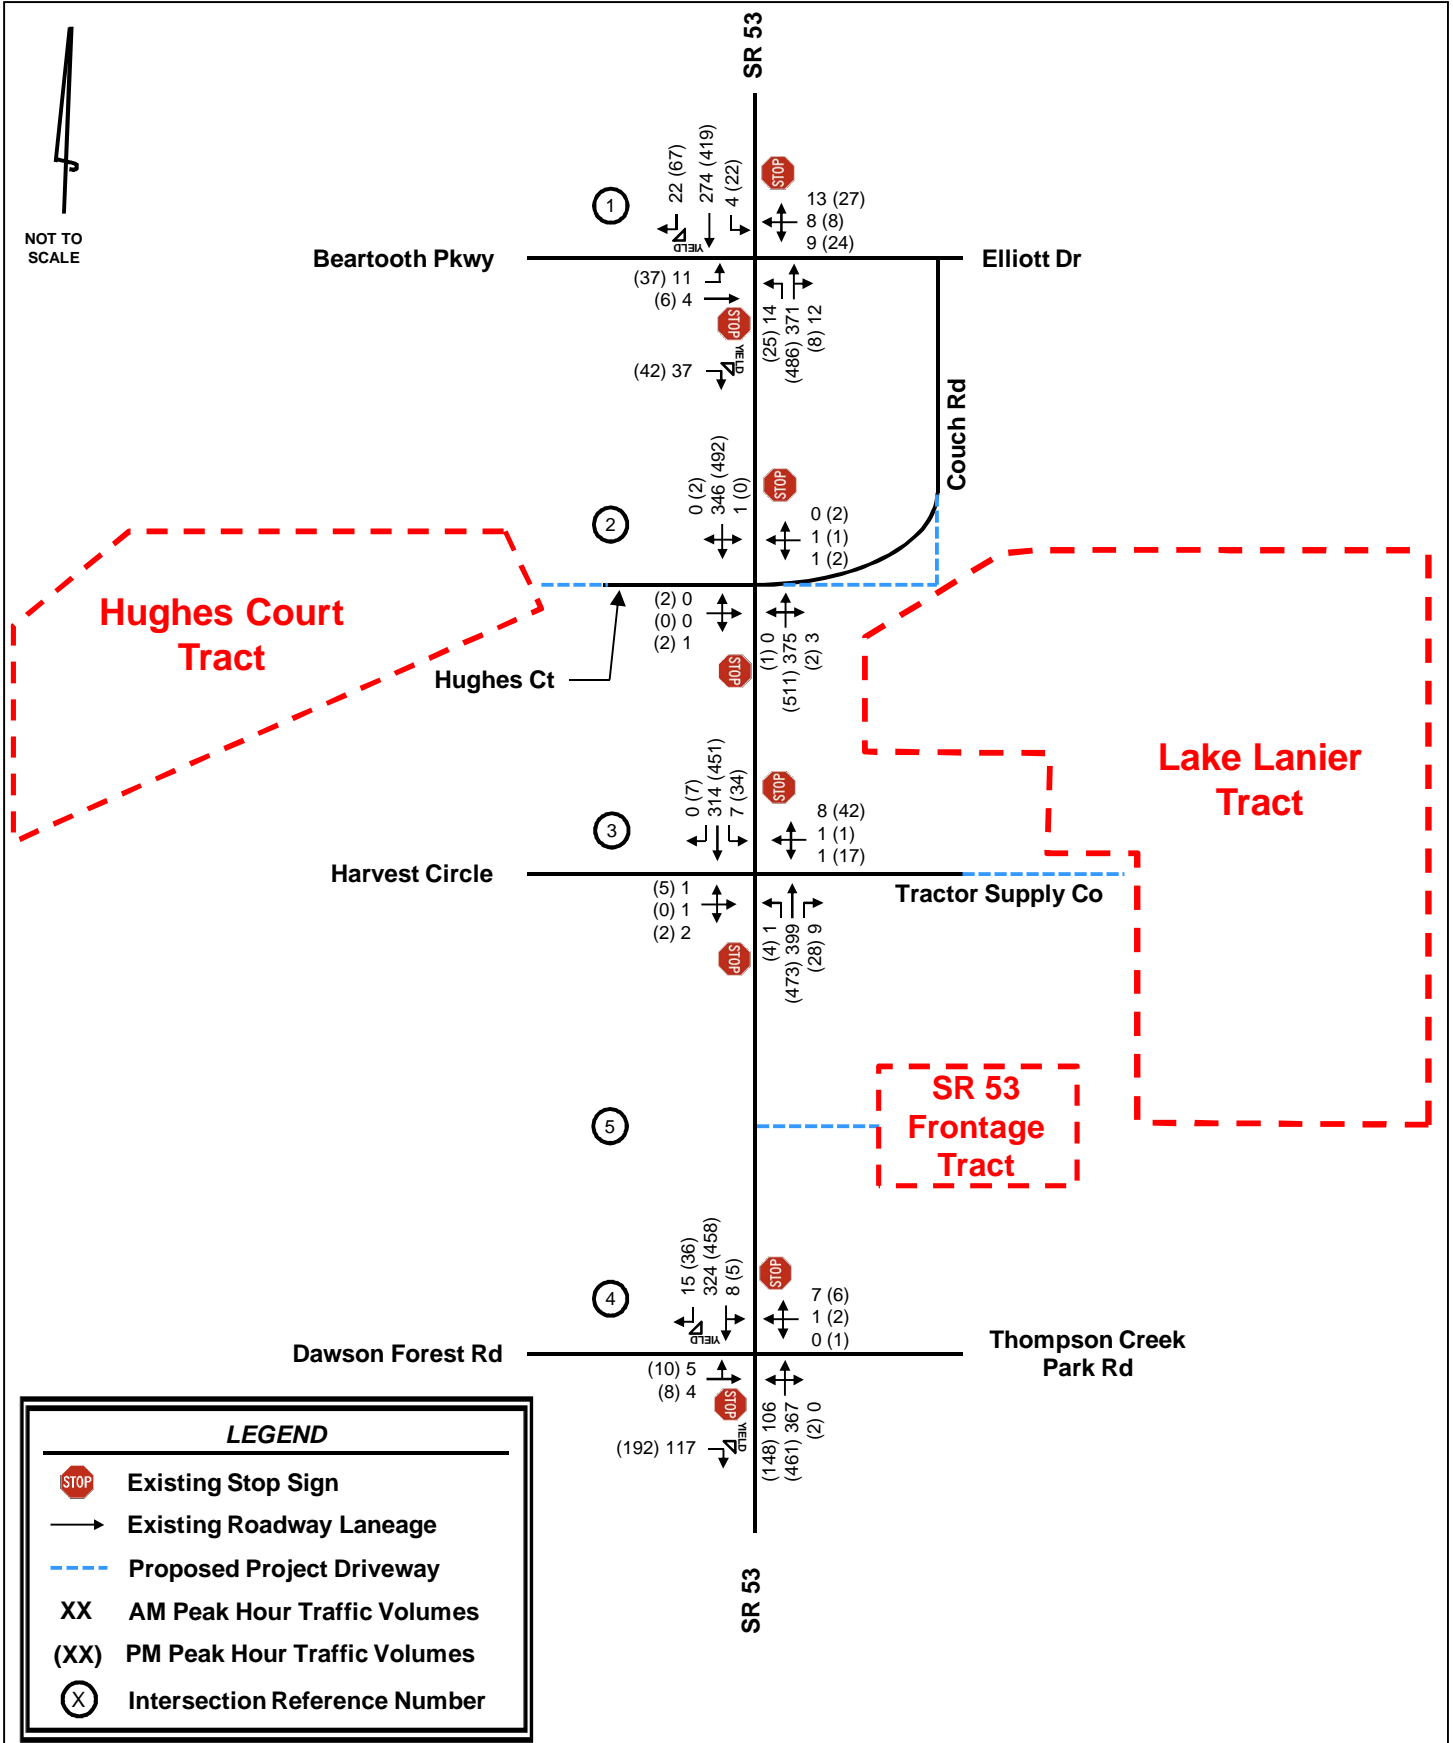 SR 53
NOT TO
SCALE
1
22 (67)
274 (419)
4 (22)
STOP
13 (27)
8 (8)
9 (24)
YIELD
Beartooth Pkwy
Elliott Dr
(37) 11
(6) 4
STOP
YIELD
(42) 37
(25) 14
(486) 371
(8) 12
Couch Rd
2
0 (2)
346 (492)
1 (0)
STOP
0 (2)
1 (1)
1 (2)
Hughes Court
Tract
(2) 0
(0) 0
(2) 1
STOP
(1) 0
(511) 375
(2) 3
Hughes Ct
Lake Lanier
Tract
3
0 (7)
314 (451)
7 (34)
STOP
8 (42)
1 (1)
1 (17)
Harvest Circle
Tractor Supply Co
(5) 1
(0) 1
(2) 2
STOP
(4) 1
(473) 399
(28) 9
5
SR 53
Frontage
Tract
4
15 (36)
324 (458)
8 (5)
STOP
7 (6)
1 (2)
0 (1)
YIELD
Dawson Forest Rd
Thompson Creek
Park Rd
(10) 5
(8) 4
STOP
YIELD
(192) 117
(148) 106
(461) 367
(2) 0
SR 53
LEGEND
STOP Existing Stop Sign
Existing Roadway Laneage
Proposed Project Driveway
XX AM Peak Hour Traffic Volumes
(XX) PM Peak Hour Traffic Volumes
X Intersection Reference Number